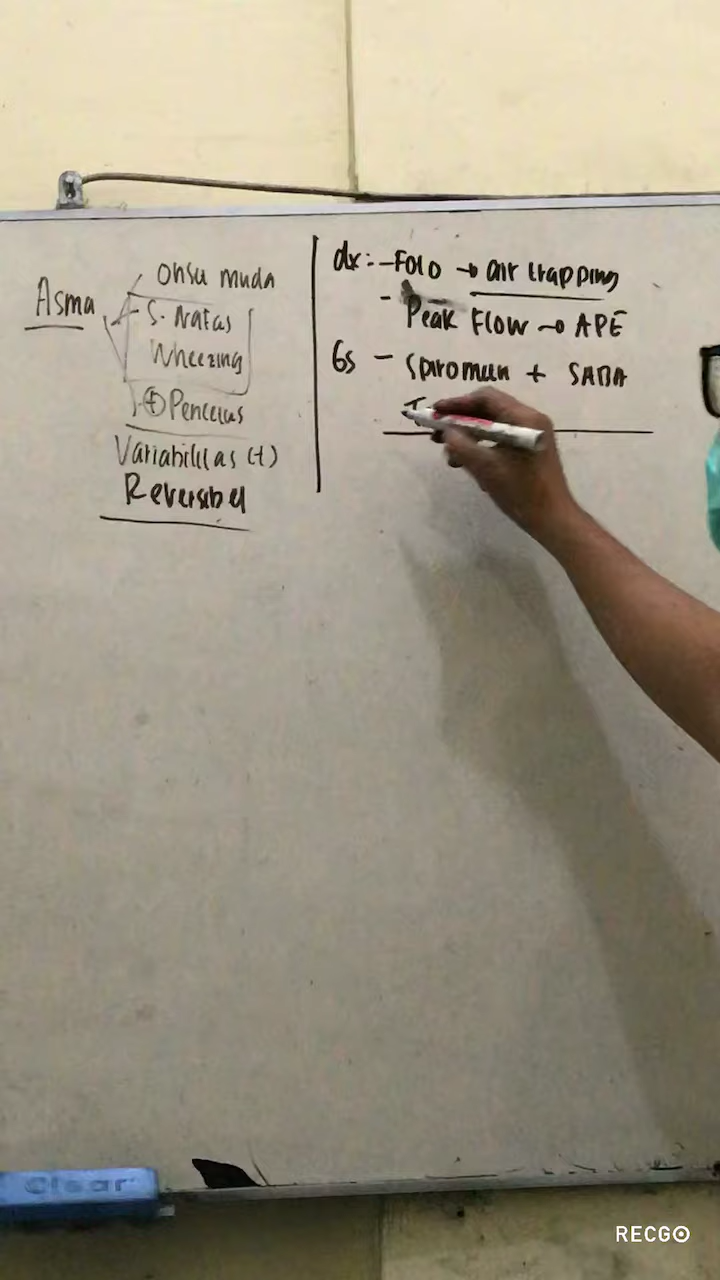 Asma
onsu muda
S. Nafas
Wheezing
(+) Pencetus
Variabilitas (+)
Reversibel
dx: - Foto → air trapping
- Peak Flow → APE
GS - Spirometri + SABA
Clear
RECGO